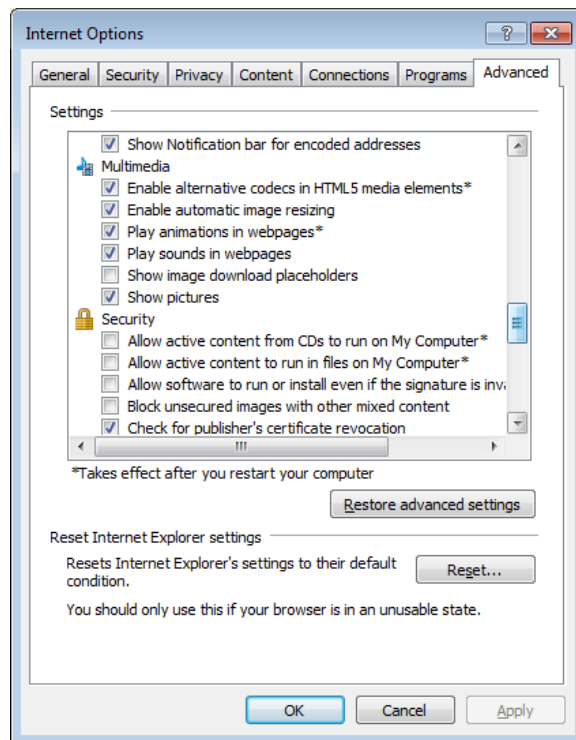 Internet Options
General Security Privacy Content Connections Programs Advanced
Settings
Show Notification bar for encoded addresses
Multimedia
Enable alternative codecs in HTML5 media elements*
Enable automatic image resizing
Play animations in webpages*
Play sounds in webpages
Show image download placeholders
Show pictures
Security
Allow active content from CDs to run on My Computer*
Allow active content to run in files on My Computer*
Allow software to run or install even if the signature is
Block unsecured images with other mixed content
Check for publisher's certificate revocation
*Takes effect after you restart your computer
Restore advanced settings
Reset Internet Explorer settings
Resets Internet Explorer's settings to their default
condition.
Reset...
You should only use this if your browser is in an unusable state.
OK Cancel Apply